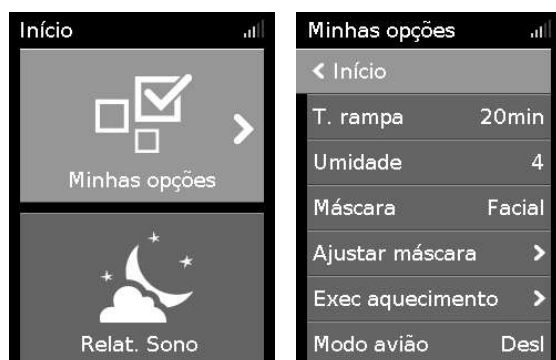 Início
Minhas opções
Relat. Sono
Minhas opções
Início
T. rampa 20min
Umidade 4
Máscara Facial
Ajustar máscara
Exec aquecimento
Modo avião Desl